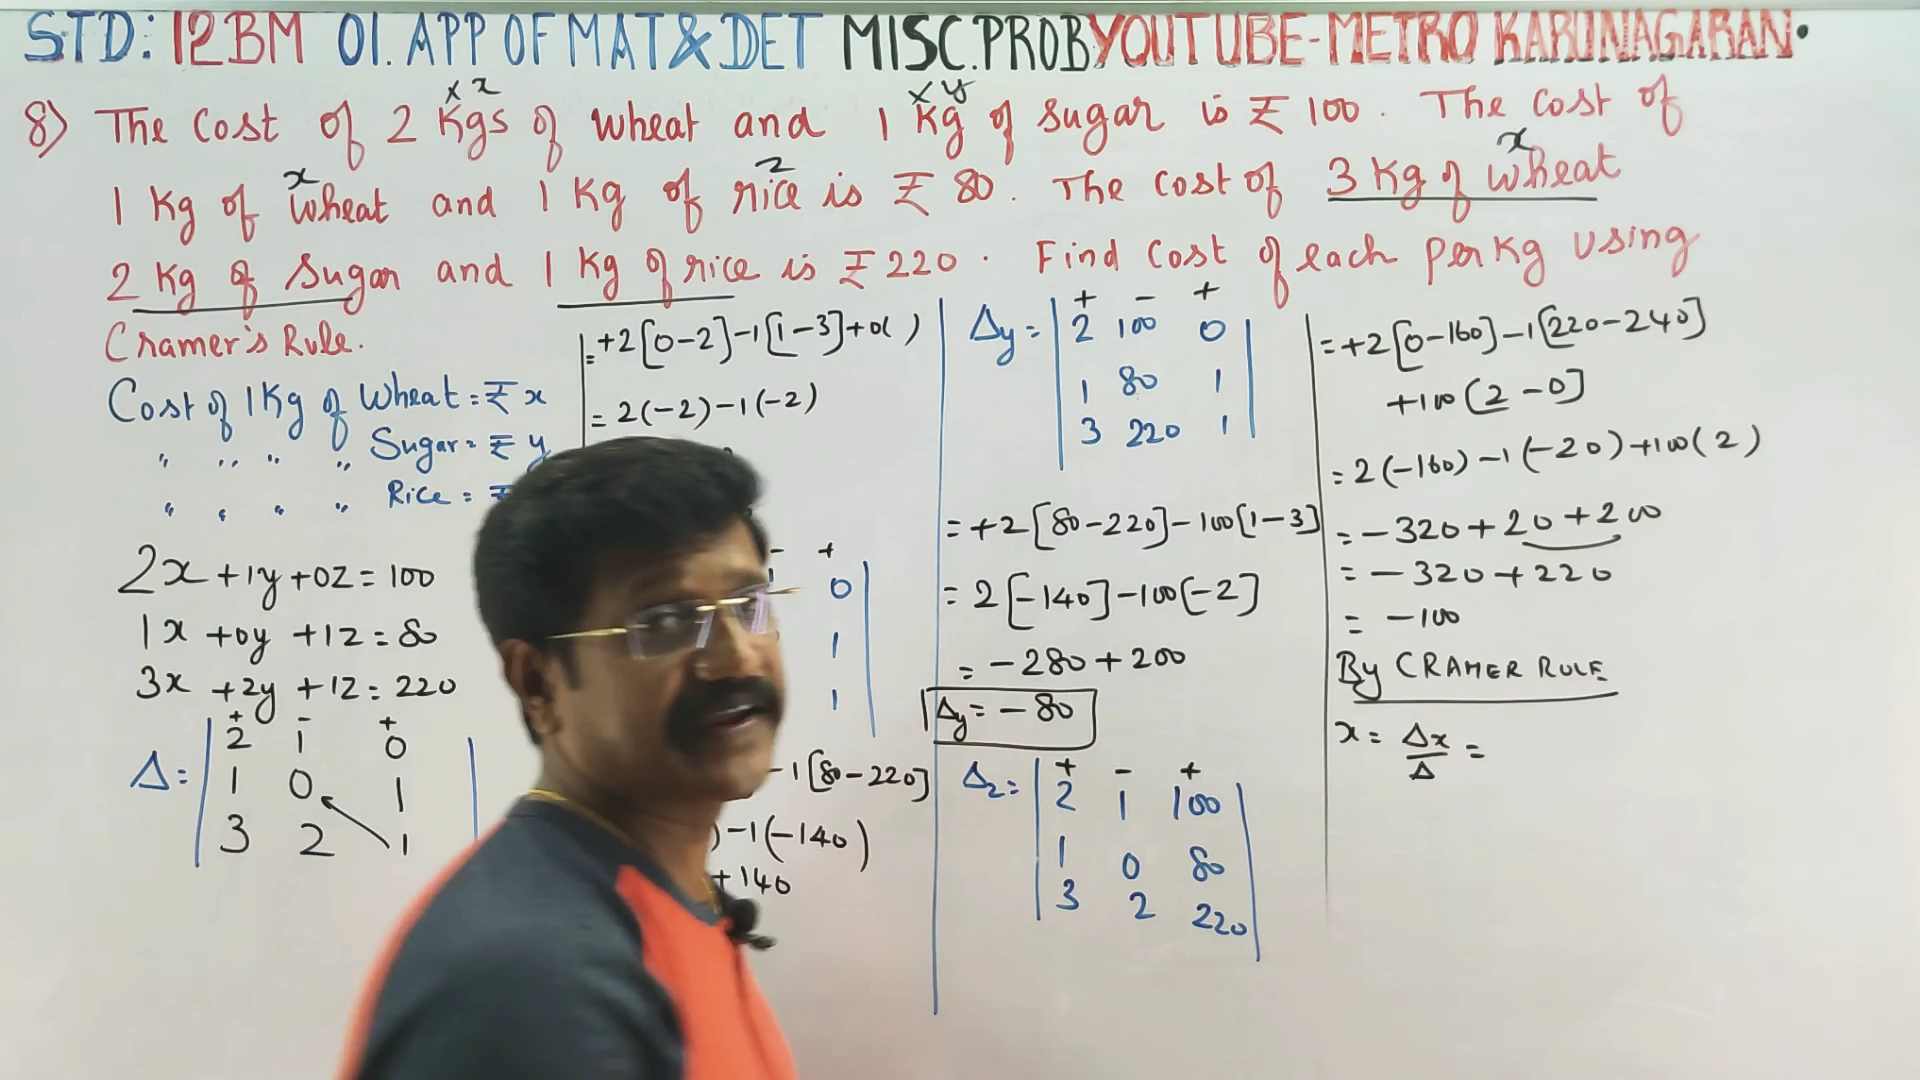 STD: 12BM 01. APP OF MAT & DET MISC. PROB YOUTUBE-METRO KARUNAGARAN.
x x
x y
8) The Cost of 2 Kgs of wheat and 1 Kg of sugar is ₹ 100. The Cost of
x
z
x
1 Kg of wheat and 1 Kg of rice is ₹ 80. The Cost of 3 Kg of wheat
2 Kg of Sugar and 1 Kg of rice is ₹ 220. Find Cost of each per Kg using
Cramer's Rule.
Cost of 1 Kg of Wheat = ₹ x
" " " " Sugar = ₹ y
" " " " Rice = ₹
2x + 1y + 0z = 100
1x + 0y + 1z = 80
3x + 2y + 1z = 220
+ - +
Δ = | 2 1 0 |
1 0 1
3 2 1
= +2[0-2] -1[1-3] + 0( )
= 2(-2) - 1(-2)
- +
0
1
1
-1[80-220]
) -1(-140)
+140
+ - +
Δy = | 2 100 0 |
1 80 1
3 220 1
= +2[80-220] - 100[1-3]
= 2[-140] - 100[-2]
= -280 + 200
Δy = -80
+ - +
Δz = | 2 1 100 |
1 0 80
3 2 220
= +2[0-160] -1[220-240]
+100[2-0]
= 2(-160) - 1(-20) + 100(2)
= -320 + 20 + 200
= -320 + 220
= -100
By CRAMER RULE
x = Δx/Δ =